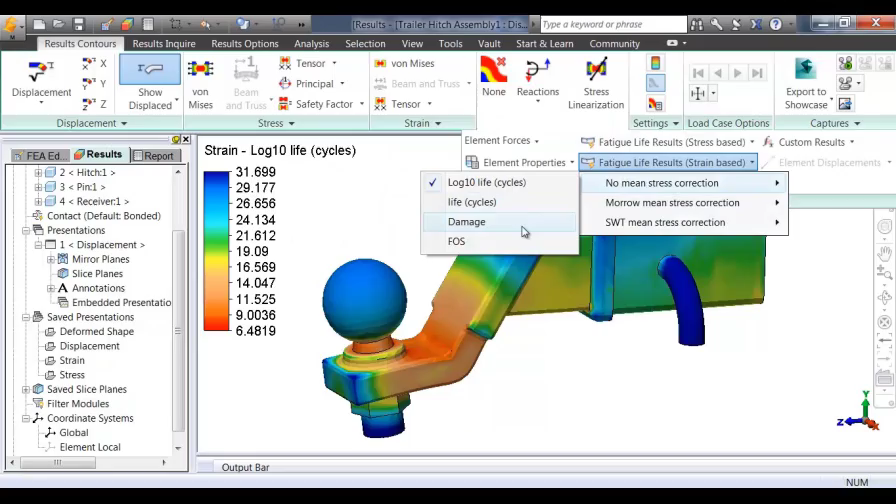 [Results - [Trailer Hitch Assembly1 : Dis...
Type a keyword or phrase
Results Contours Results Inquire Results Options Analysis Tools Vault Start & Learn Community
Displacement
X
Y
Z
Show Displaced
von Mises
Beam and Truss
Tensor
Principal
Safety Factor
von Mises
Beam and Truss
Tensor
None
Reactions
Stress Linearization
Export to Showcase
Displacement Stress Strain Settings Load Case Options Captures
Element Forces
Fatigue Life Results (Stress based)
Custom Results
Element Properties
Fatigue Life Results (Strain based)
Element Displacements
Log10 life (cycles)
life (cycles)
Damage
FOS
No mean stress correction
Morrow mean stress correction
SWT mean stress correction
FEA Ed...
Results
Report
2 < Hitch1:1 >
3 < Pin1:1 >
4 < Receiver1:1 >
Contact (Default: Bonded)
Presentations
1 < Displacement >
Mirror Planes
Slice Planes
Annotations
Embedded Presentatio
Saved Presentations
Deformed Shape
Displacement
Strain
Stress
Saved Slice Planes
Filter Modules
Coordinate Systems
Global
Element Local
Strain - Log10 life (cycles)
31.699
29.177
26.656
24.134
21.612
19.09
16.569
14.047
11.525
9.0036
6.4819
Y
Z
X
Output Bar
NUM